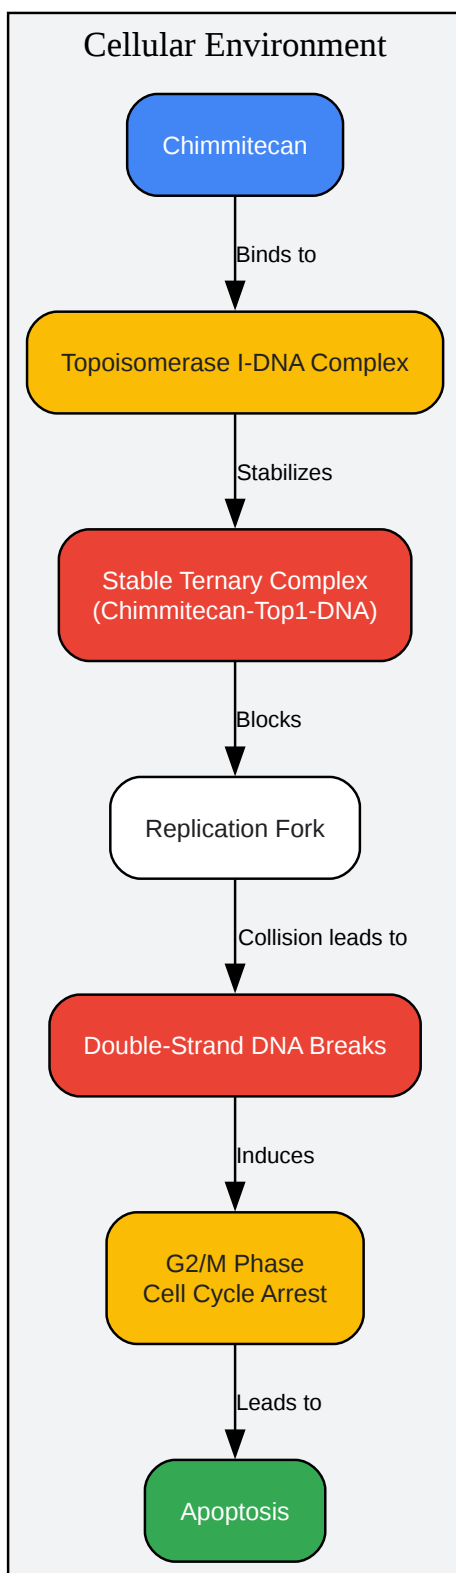 Cellular Environment
Chimmitecan
Binds to
Topoisomerase I-DNA Complex
Stabilizes
Stable Ternary Complex
(Chimmitecan-Top1-DNA)
Blocks
Replication Fork
Collision leads to
Double-Strand DNA Breaks
Induces
G2/M Phase
Cell Cycle Arrest
Leads to
Apoptosis